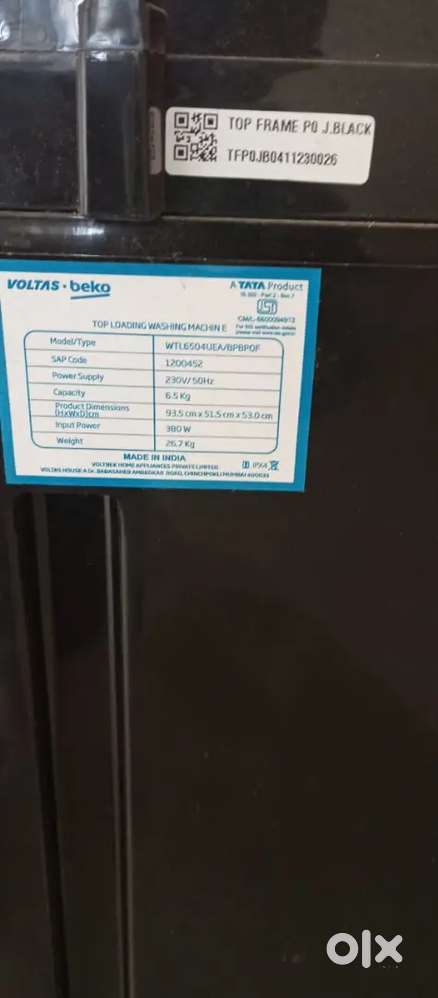 TOP FRAME P0 J.BLACK
TFP0JB0411230026
VOLTAS • beko
A TATA Product
TOP LOADING WASHING MACHINE
Model/Type WTL6504UEA/BPBP0F
SAP Code 1200452
Power Supply 230V/ 50Hz
Capacity 6.5 Kg
Product Dimensions (HxWxD)cm 93.5 cm x 51.5 cm x 53.0 cm
Input Power 380 W
Weight 26.7 Kg
MADE IN INDIA
VOLTBEK HOME APPLIANCES PRIVATE LIMITED
IPX4
olx